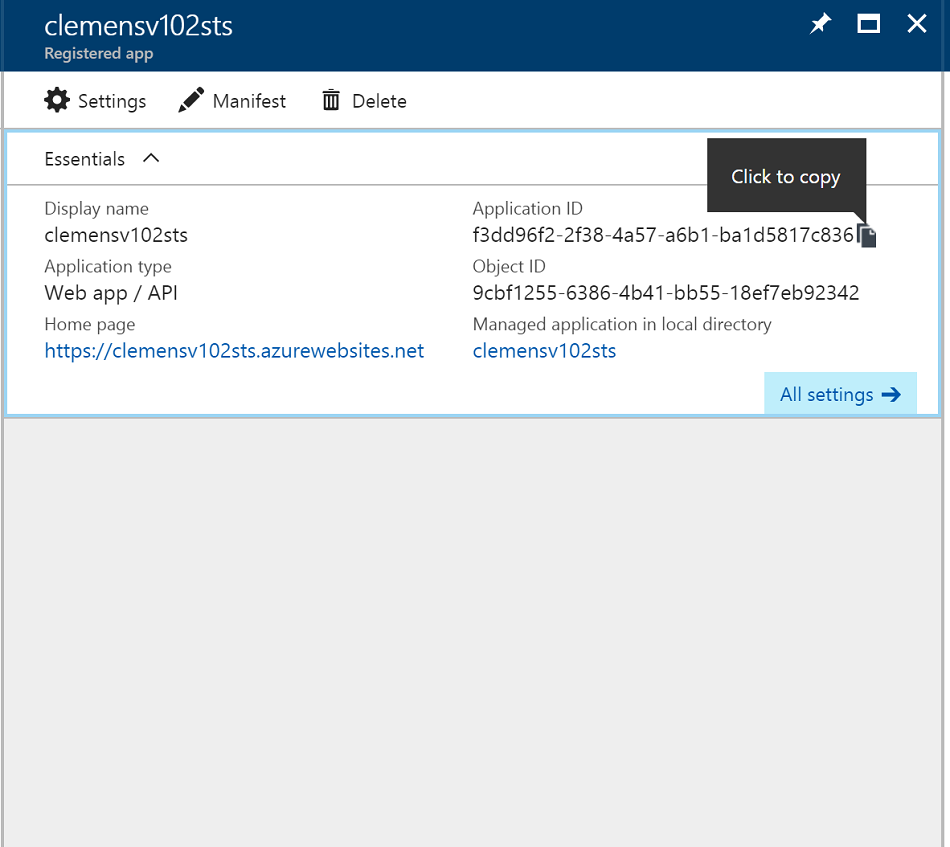 clemensv102sts
Registered app
Settings Manifest Delete
Essentials
Click to copy
Display name
clemensv102sts
Application type
Web app / API
Home page
https://clemensv102sts.azurewebsites.net
Application ID
f3dd96f2-2f38-4a57-a6b1-ba1d5817c836
Object ID
9cbf1255-6386-4b41-bb55-18ef7eb92342
Managed application in local directory
clemensv102sts
All settings